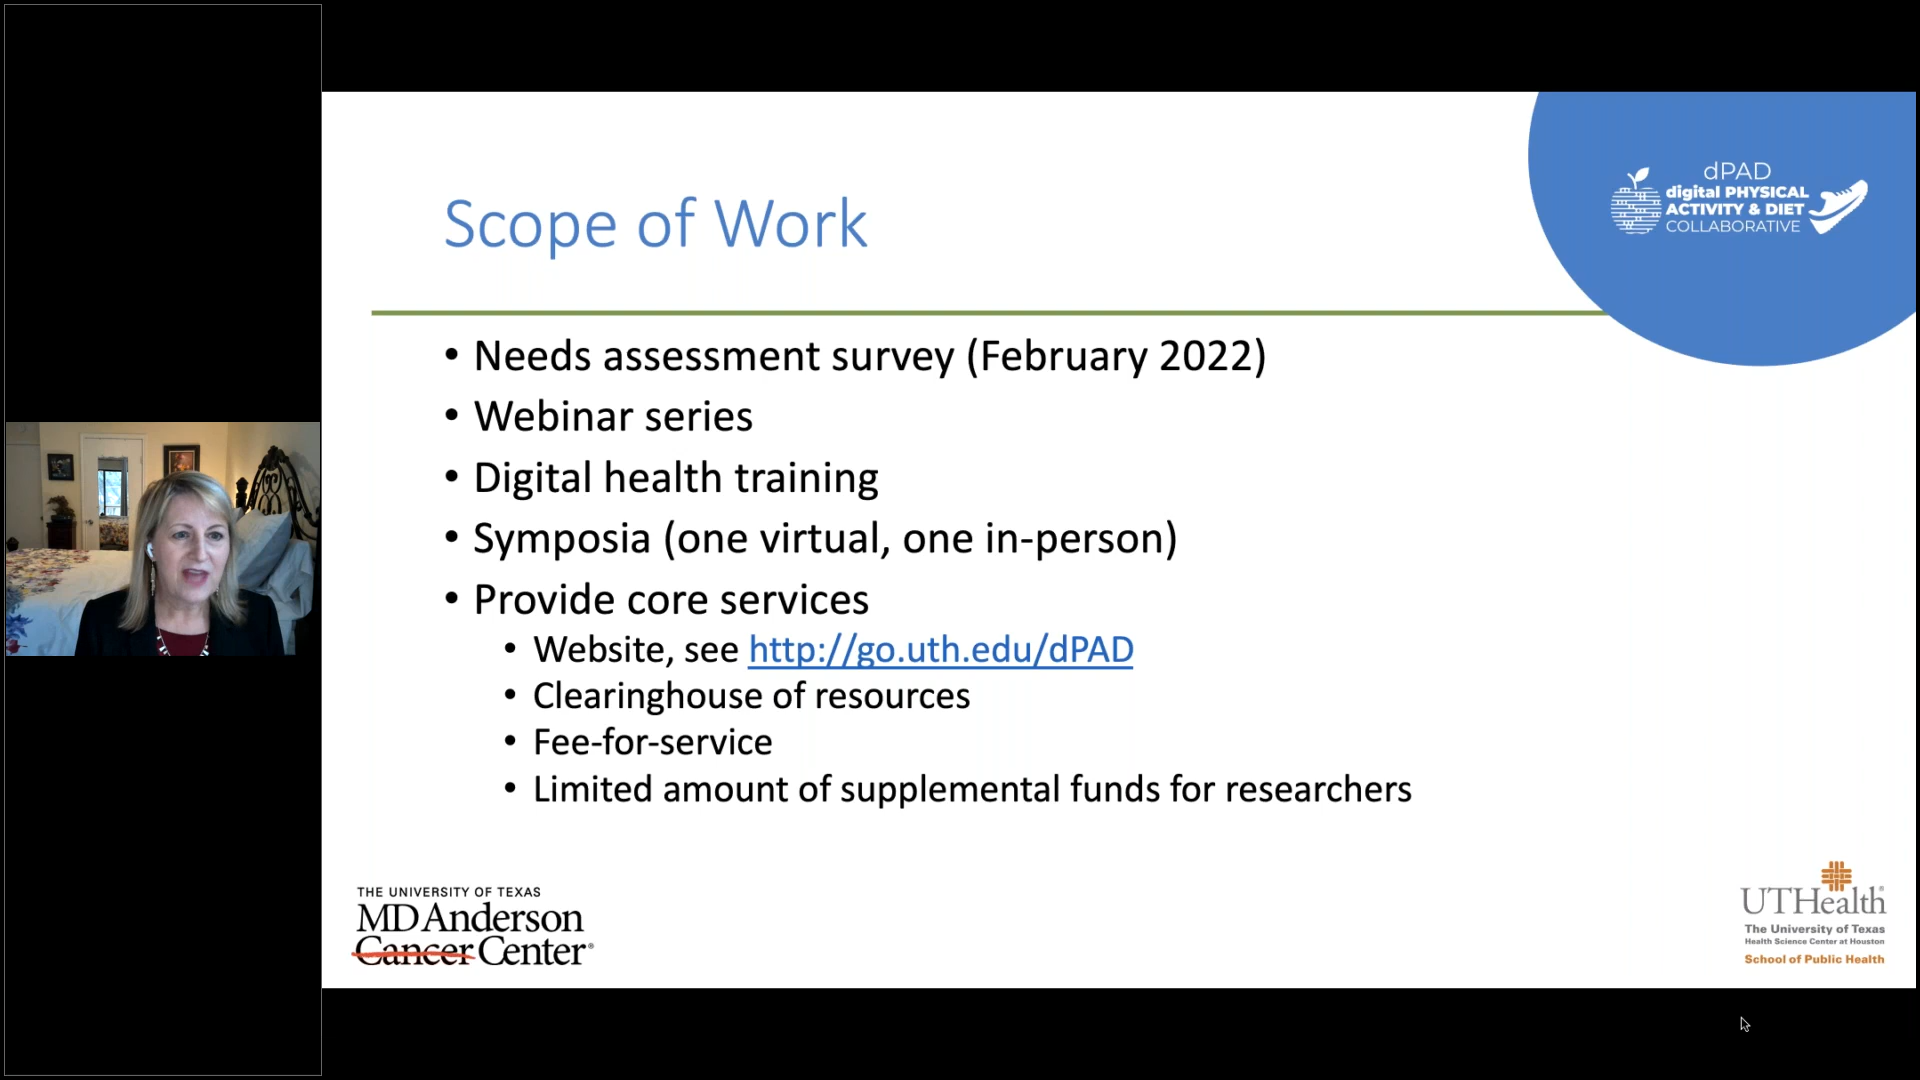 dPAD
digital PHYSICAL
ACTIVITY & DIET
COLLABORATIVE
Scope of Work
• Needs assessment survey (February 2022)
• Webinar series
• Digital health training
• Symposia (one virtual, one in-person)
• Provide core services
• Website, see http://go.uth.edu/dPAD
• Clearinghouse of resources
• Fee-for-service
• Limited amount of supplemental funds for researchers
THE UNIVERSITY OF TEXAS
MD Anderson
Cancer Center®
UTHealth®
The University of Texas
Health Science Center at Houston
School of Public Health